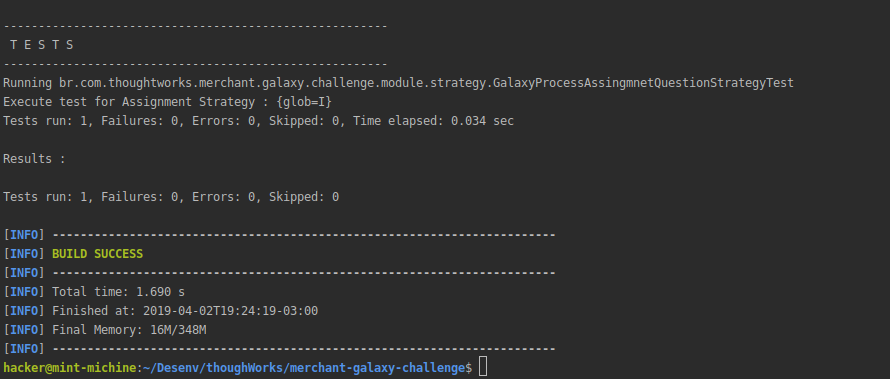 -------------------------------------------------------
 T E S T S
-------------------------------------------------------
Running br.com.thoughtworks.merchant.galaxy.challenge.module.strategy.GalaxyProcessAssingmnetQuestionStrategyTest
Execute test for Assignment Strategy : {glob=I}
Tests run: 1, Failures: 0, Errors: 0, Skipped: 0, Time elapsed: 0.034 sec
Results :
Tests run: 1, Failures: 0, Errors: 0, Skipped: 0
[INFO] ------------------------------------------------------------------------
[INFO] BUILD SUCCESS
[INFO] ------------------------------------------------------------------------
[INFO] Total time: 1.690 s
[INFO] Finished at: 2019-04-02T19:24:19-03:00
[INFO] Final Memory: 16M/348M
[INFO] ------------------------------------------------------------------------
hacker@mint-michine:~/Desenv/thoughWorks/merchant-galaxy-challenge$